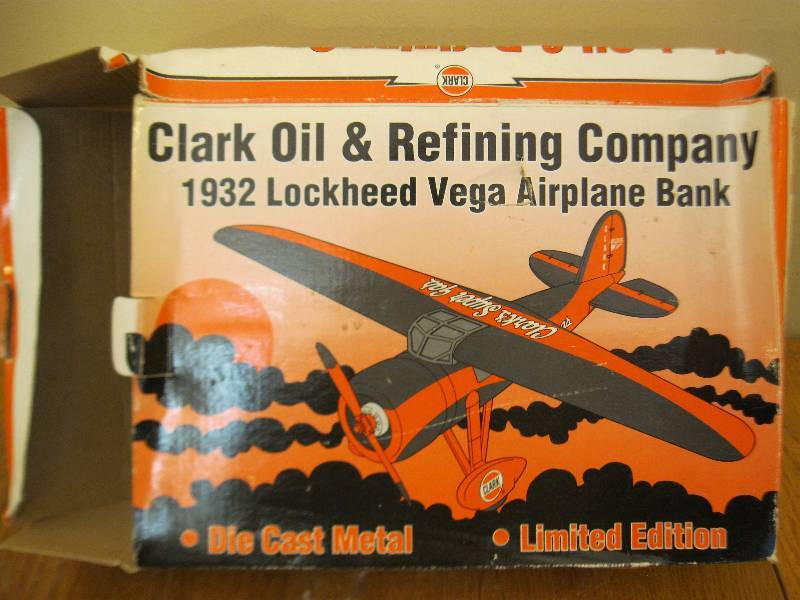 CLARK
Clark Oil & Refining Company
1932 Lockheed Vega Airplane Bank
Clark's Super Gas
CLARK
• Die Cast Metal
• Limited Edition